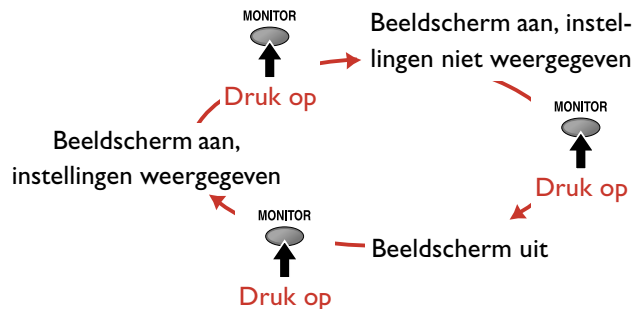 MONITOR
Druk op
Beeldscherm aan, instel-
lingen niet weergegeven
MONITOR
Druk op
Beeldscherm uit
MONITOR
Druk op
Beeldscherm aan,
instellingen weergegeven